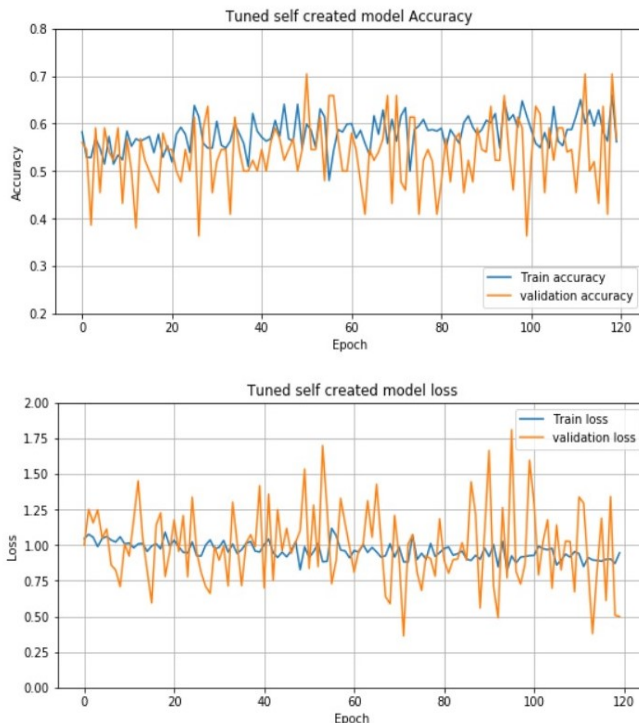 Tuned self created model Accuracy
0.8
0.7
0.6
0.5
0.4
0.3
0.2
Accuracy
Train accuracy
validation accuracy
0 20 40 60 80 100 120
Epoch
Tuned self created model loss
2.00
1.75
1.50
1.25
1.00
0.75
0.50
0.25
0.00
Loss
Train loss
validation loss
0 20 40 60 80 100 120
Epoch